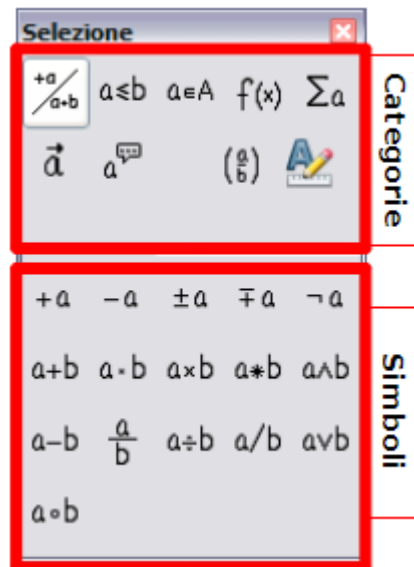 Selezione
+a/a+b a≤b a∈A f(x) Σa
a⃗ a (a/b) A
Categorie
+a −a ±a ∓a ¬a
a+b a·b a×b a∗b a∧b
a−b a/b a÷b a/b a∨b
a∘b
Simboli